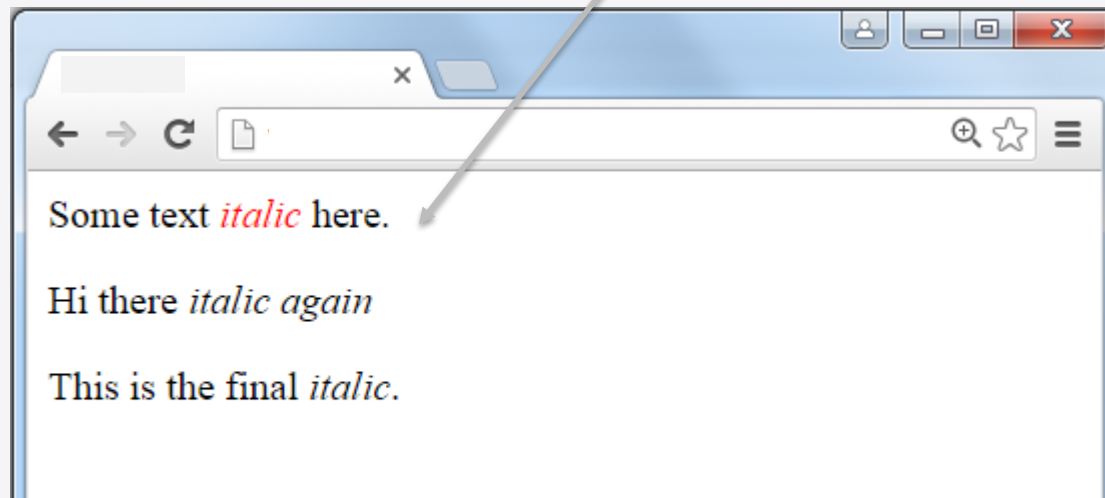 Some text italic here.
Hi there italic again
This is the final italic.